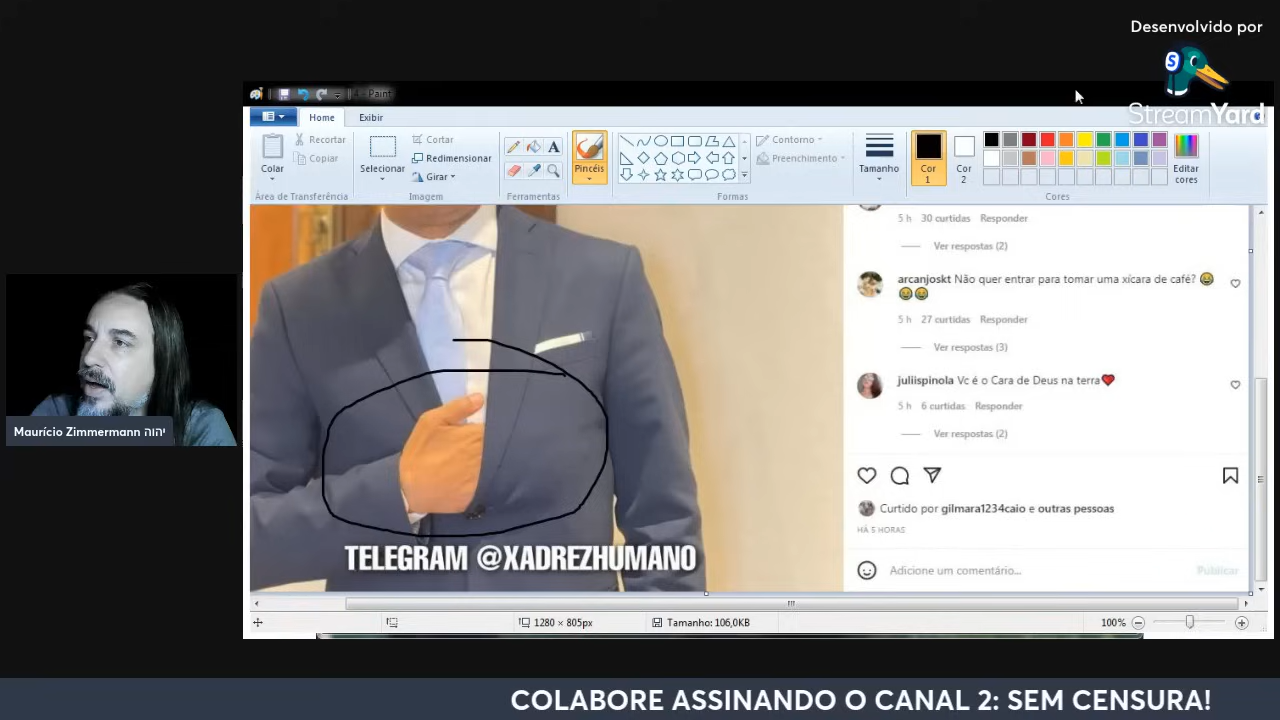 Desenvolvido por
StreamYard
4 - Paint
Home
Exibir
Colar
Recortar
Copiar
Área de Transferência
Selecionar
Cortar
Redimensionar
Girar
Imagem
A
Ferramentas
Pincéis
Contorno
Preenchimento
Formas
Tamanho
Cor 1
Cor 2
Editar cores
Cores
5 h 30 curtidas Responder
Ver respostas (2)
arcanjoskt Não quer entrar para tomar uma xícara de café? 😂
😂😂
5 h 27 curtidas Responder
Ver respostas (3)
juliispinola Vc é o Cara de Deus na terra❤️
5 h 6 curtidas Responder
Ver respostas (2)
Curtido por gilmara1234caio e outras pessoas
HÁ 5 HORAS
Adicione um comentário...
Publicar
TELEGRAM @XADREZHUMANO
1280 × 805px
Tamanho: 106,0KB
100%
Maurício Zimmermann יהוה
COLABORE ASSINANDO O CANAL 2: SEM CENSURA!